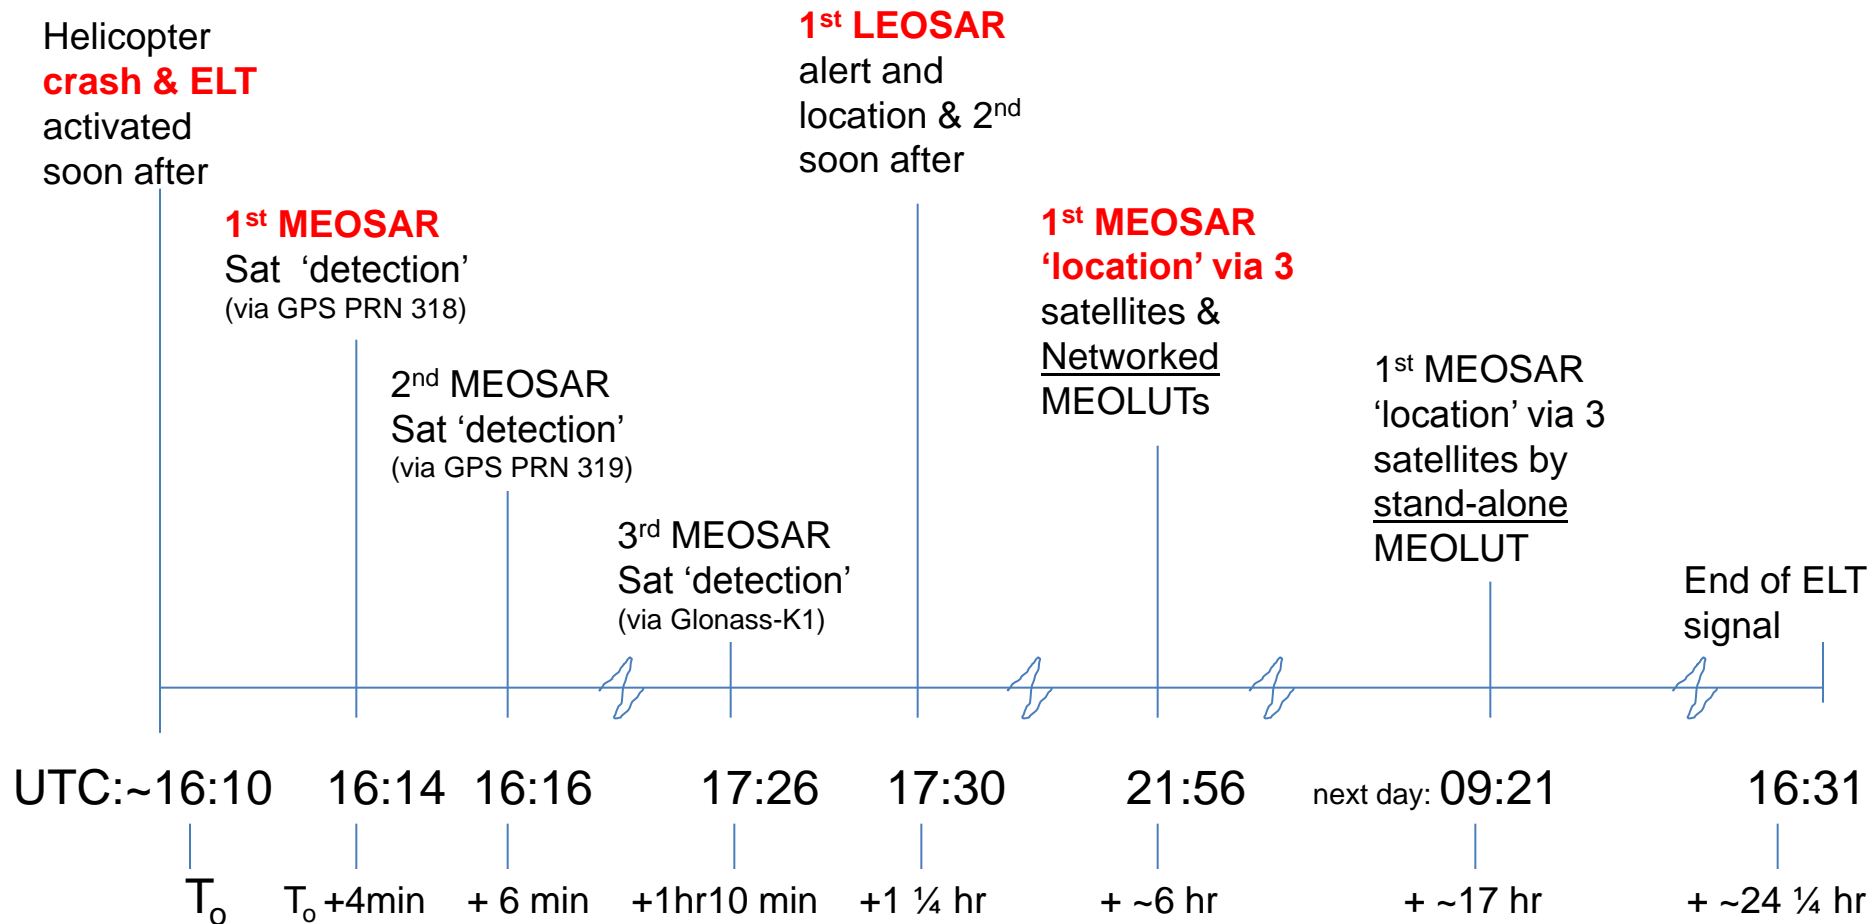 Helicopter
crash & ELT
activated
soon after
1st MEOSAR
Sat 'detection'
(via GPS PRN 318)
2nd MEOSAR
Sat 'detection'
(via GPS PRN 319)
3rd MEOSAR
Sat 'detection'
(via Glonass-K1)
1st LEOSAR
alert and
location & 2nd
soon after
1st MEOSAR
'location' via 3
satellites &
Networked
MEOLUTs
1st MEOSAR
'location' via 3
satellites by
stand-alone
MEOLUT
End of ELT
signal
UTC:~16:10 16:14 16:16 17:26 17:30 21:56 next day: 09:21 16:31
To To +4min + 6 min +1hr10 min +1 ¼ hr + ~6 hr + ~17 hr + ~24 ¼ hr